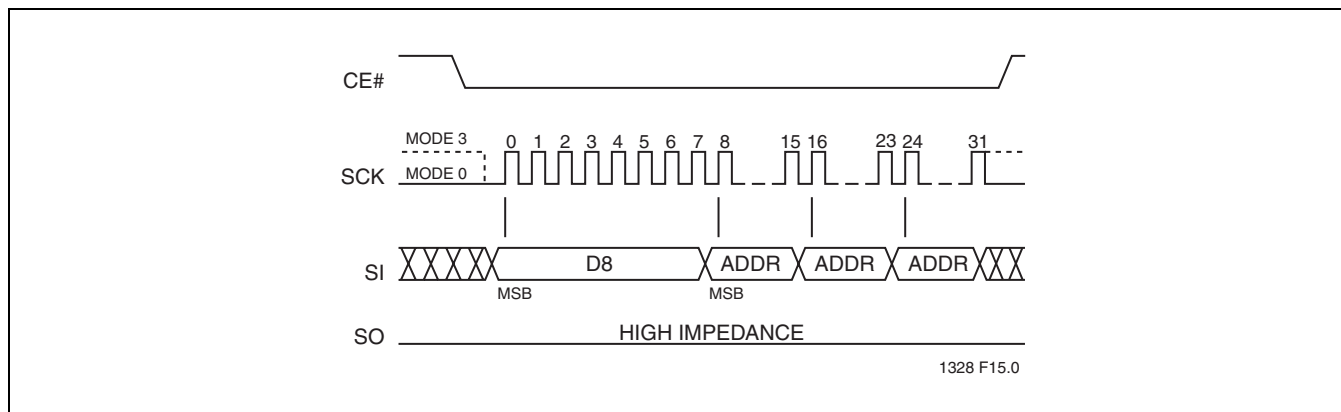 CE#
MODE 3
0 1 2 3 4 5 6 7 8 15 16 23 24 31
SCK
MODE 0
SI
D8 ADDR ADDR ADDR
MSB MSB
SO
HIGH IMPEDANCE
1328 F15.0